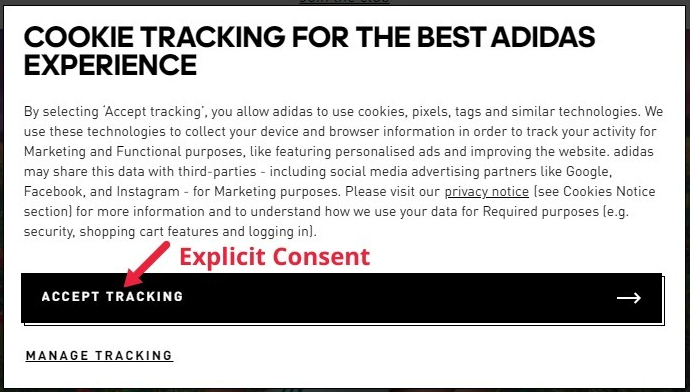 Join the club
COOKIE TRACKING FOR THE BEST ADIDAS
EXPERIENCE
By selecting 'Accept tracking', you allow adidas to use cookies, pixels, tags and similar technologies. We
use these technologies to collect your device and browser information in order to track your activity for
Marketing and Functional purposes, like featuring personalised ads and improving the website. adidas
may share this data with third-parties - including social media advertising partners like Google,
Facebook, and Instagram - for Marketing purposes. Please visit our privacy notice (see Cookies Notice
section) for more information and to understand how we use your data for Required purposes (e.g.
security, shopping cart features and logging in).
Explicit Consent
ACCEPT TRACKING
MANAGE TRACKING